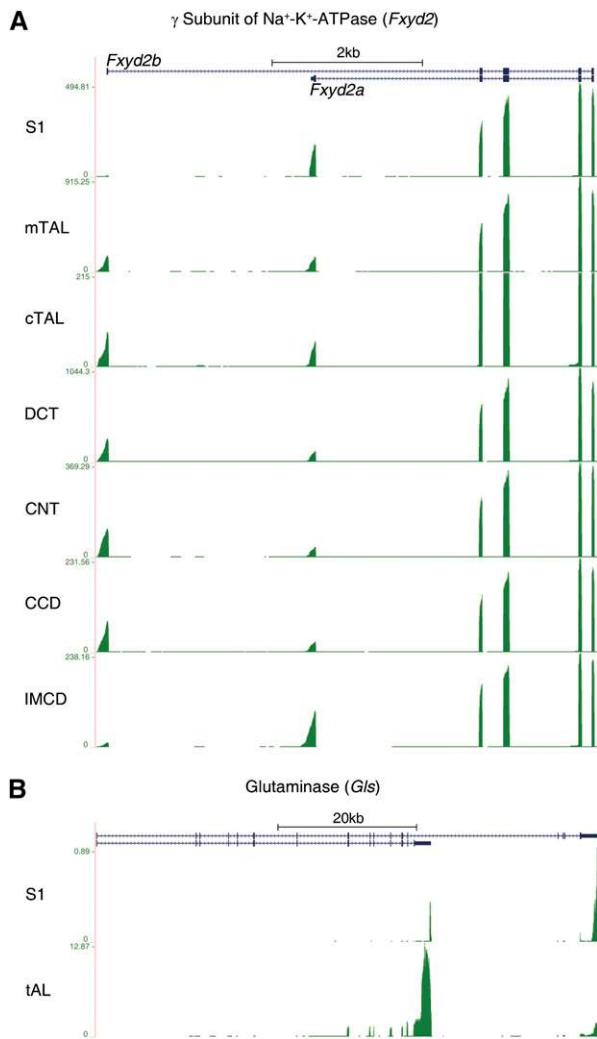 A
γ Subunit of Na⁺-K⁺-ATPase (Fxyd2)
2kb
Fxyd2b
Fxyd2a
494.81
S1
0
915.25
mTAL
0
215
cTAL
0
1044.3
DCT
0
369.29
CNT
0
231.56
CCD
0
238.16
IMCD
0
B
Glutaminase (Gls)
20kb
0.89
S1
0
12.87
tAL
0